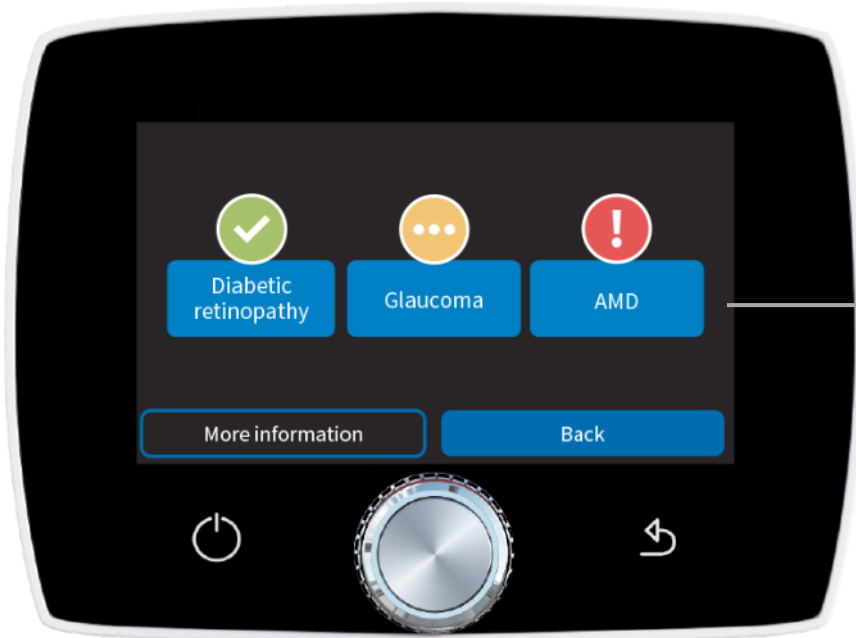 Diabetic
retinopathy
Glaucoma
AMD
More information
Back